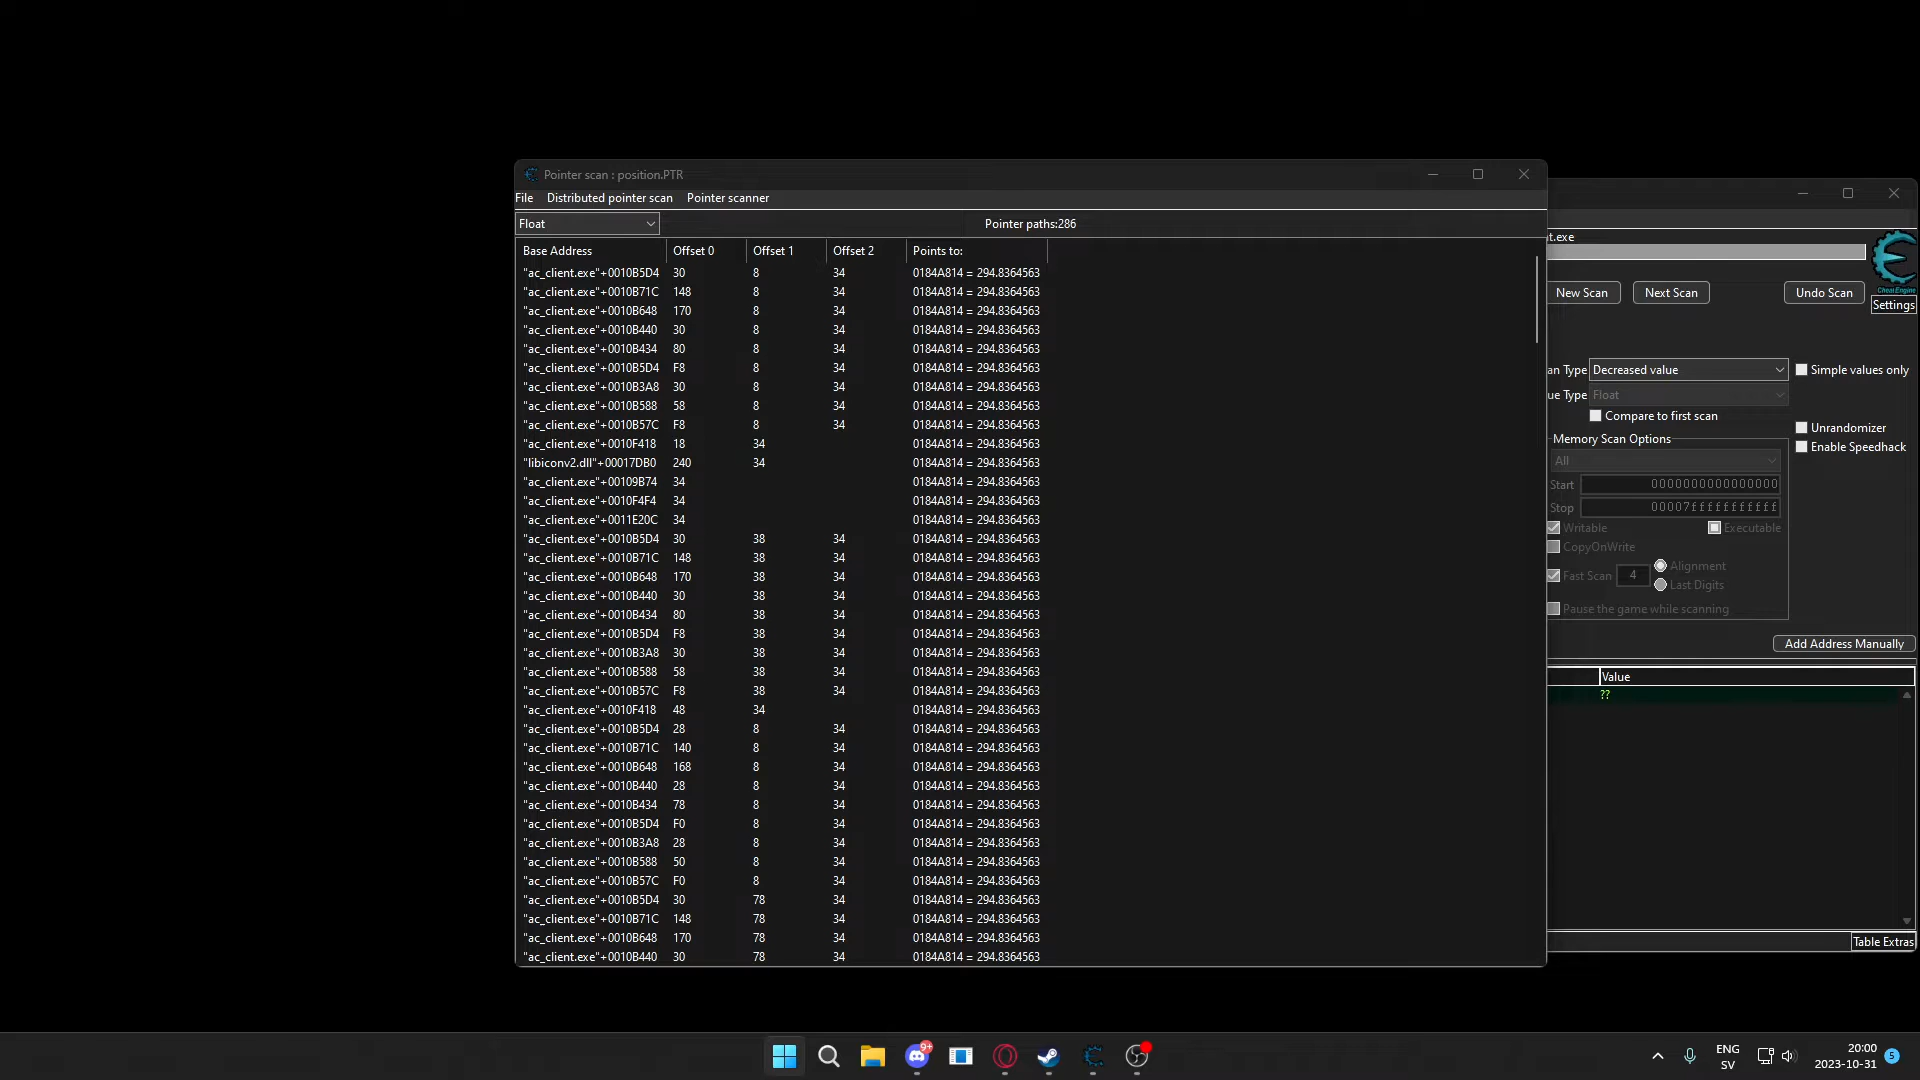 Pointer scan : position.PTR
File Distributed pointer scan Pointer scanner
Float Pointer paths:286
Base Address Offset 0 Offset 1 Offset 2 Points to:
"ac_client.exe"+0010B5D4 30 8 34 0184A814 = 294.8364563
"ac_client.exe"+0010B71C 148 8 34 0184A814 = 294.8364563
"ac_client.exe"+0010B648 170 8 34 0184A814 = 294.8364563
"ac_client.exe"+0010B440 30 8 34 0184A814 = 294.8364563
"ac_client.exe"+0010B434 80 8 34 0184A814 = 294.8364563
"ac_client.exe"+0010B5D4 F8 8 34 0184A814 = 294.8364563
"ac_client.exe"+0010B3A8 30 8 34 0184A814 = 294.8364563
"ac_client.exe"+0010B588 58 8 34 0184A814 = 294.8364563
"ac_client.exe"+0010B57C F8 8 34 0184A814 = 294.8364563
"ac_client.exe"+0010F418 18 34 0184A814 = 294.8364563
"libiconv2.dll"+00017DB0 240 34 0184A814 = 294.8364563
"ac_client.exe"+00109B74 34 0184A814 = 294.8364563
"ac_client.exe"+0010F4F4 34 0184A814 = 294.8364563
"ac_client.exe"+0011E20C 34 0184A814 = 294.8364563
"ac_client.exe"+0010B5D4 30 38 34 0184A814 = 294.8364563
"ac_client.exe"+0010B71C 148 38 34 0184A814 = 294.8364563
"ac_client.exe"+0010B648 170 38 34 0184A814 = 294.8364563
"ac_client.exe"+0010B440 30 38 34 0184A814 = 294.8364563
"ac_client.exe"+0010B434 80 38 34 0184A814 = 294.8364563
"ac_client.exe"+0010B5D4 F8 38 34 0184A814 = 294.8364563
"ac_client.exe"+0010B3A8 30 38 34 0184A814 = 294.8364563
"ac_client.exe"+0010B588 58 38 34 0184A814 = 294.8364563
"ac_client.exe"+0010B57C F8 38 34 0184A814 = 294.8364563
"ac_client.exe"+0010F418 48 34 0184A814 = 294.8364563
"ac_client.exe"+0010B5D4 28 8 34 0184A814 = 294.8364563
"ac_client.exe"+0010B71C 140 8 34 0184A814 = 294.8364563
"ac_client.exe"+0010B648 168 8 34 0184A814 = 294.8364563
"ac_client.exe"+0010B440 28 8 34 0184A814 = 294.8364563
"ac_client.exe"+0010B434 78 8 34 0184A814 = 294.8364563
"ac_client.exe"+0010B5D4 F0 8 34 0184A814 = 294.8364563
"ac_client.exe"+0010B3A8 28 8 34 0184A814 = 294.8364563
"ac_client.exe"+0010B588 50 8 34 0184A814 = 294.8364563
"ac_client.exe"+0010B57C F0 8 34 0184A814 = 294.8364563
"ac_client.exe"+0010B5D4 30 78 34 0184A814 = 294.8364563
"ac_client.exe"+0010B71C 148 78 34 0184A814 = 294.8364563
"ac_client.exe"+0010B648 170 78 34 0184A814 = 294.8364563
"ac_client.exe"+0010B440 30 78 34 0184A814 = 294.8364563
t.exe
Cheat Engine
New Scan Next Scan Undo Scan
Settings
an Type Decreased value Simple values only
ue Type Float
Compare to first scan
Unrandomizer
Memory Scan Options
Enable Speedhack
All
Start 0000000000000000
Stop 00007fffffffffff
Writable Executable
CopyOnWrite
Fast Scan 4 Alignment
Last Digits
Pause the game while scanning
Add Address Manually
Value
??
Table Extras
9+
ENG
SV
20:00
2023-10-31
5